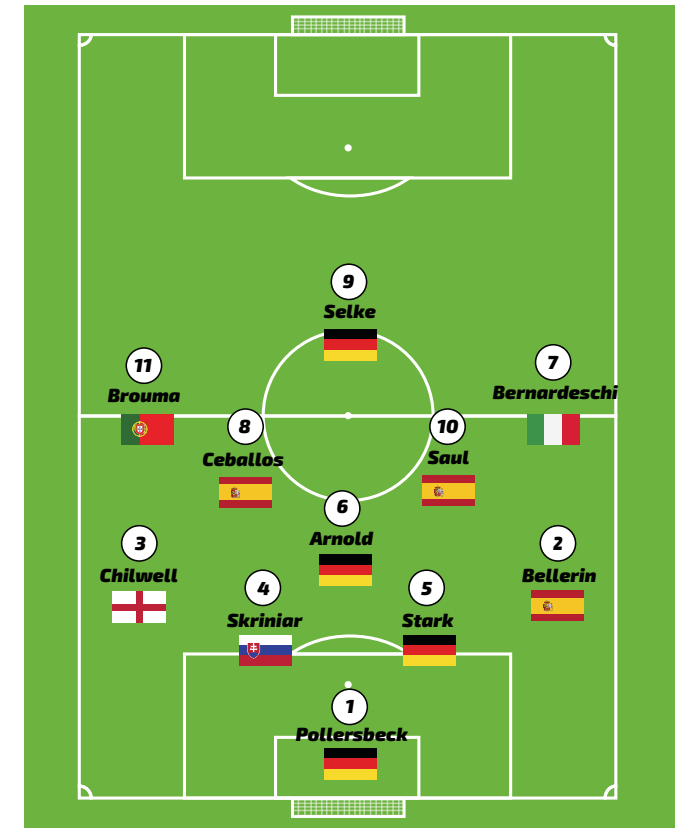 9
Selke
11
Brouma
7
Bernardeschi
8
Ceballos
10
Saul
6
Arnold
3
Chilwell
2
Bellerin
4
Skriniar
5
Stark
1
Pollersbeck